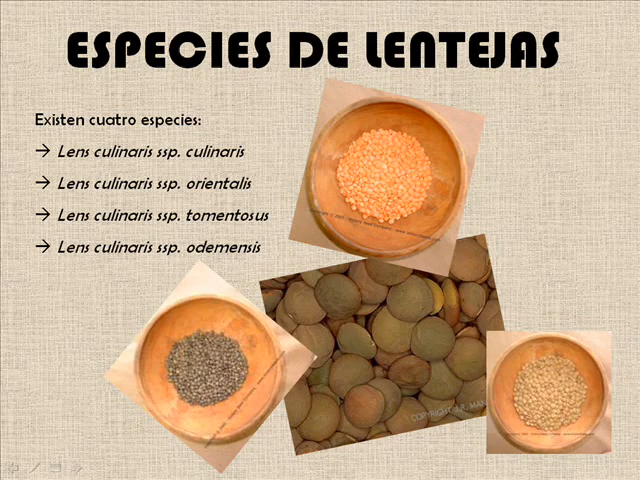 ESPECIES DE LENTEJAS
Existen cuatro especies:
→ Lens culinaris ssp. culinaris
→ Lens culinaris ssp. orientalis
→ Lens culinaris ssp. tomentosus
→ Lens culinaris ssp. odemensis